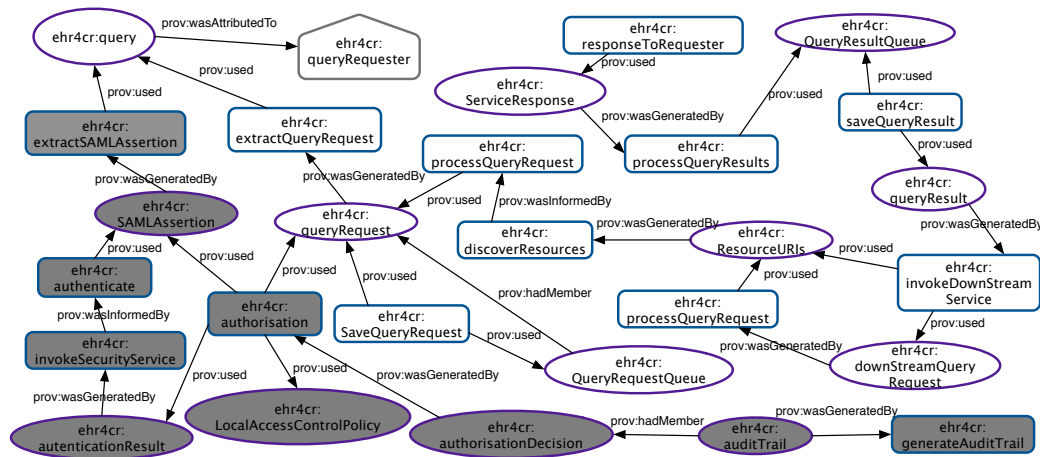 prov:wasAttributedTo
ehr4cr:query
ehr4cr:
queryRequester
ehr4cr:
responseToRequester
ehr4cr:
QueryResultQueue
prov:used
prov:used
prov:used
ehr4cr:
ServiceResponse
prov:used
prov:used
ehr4cr:
saveQueryResult
ehr4cr:
extractSAMLAssertion
ehr4cr:
extractQueryRequest
prov:wasGeneratedBy
ehr4cr:
processQueryRequest
ehr4cr:
processQueryResults
prov:used
prov:wasGeneratedBy
prov:wasGeneratedBy
prov:used
ehr4cr:
queryResult
ehr4cr:
SAMLAssertion
ehr4cr:
queryRequest
prov:wasInformedBy
prov:wasGeneratedBy
prov:wasGeneratedBy
ehr4cr:
discoverResources
ehr4cr:
ResourceURIs
prov:used
prov:used
prov:used
prov:used
prov:used
prov:used
ehr4cr:
authenticate
ehr4cr:
invokeDownStream
Service
prov:hadMember
ehr4cr:
authorisation
ehr4cr:
SaveQueryRequest
ehr4cr:
processQueryRequest
prov:wasInformedBy
prov:used
prov:used
ehr4cr:
invokeSecurityService
prov:wasGeneratedBy
ehr4cr:
downStreamQuery
Request
prov:used
prov:used
prov:wasGeneratedBy
ehr4cr:
QueryRequestQueue
prov:wasGeneratedBy
ehr4cr:
LocalAccessControlPolicy
prov:wasGeneratedBy
prov:hadMember
ehr4cr:
autenticationResult
ehr4cr:
authorisationDecision
ehr4cr:
auditTrail
ehr4cr:
generateAuditTrail